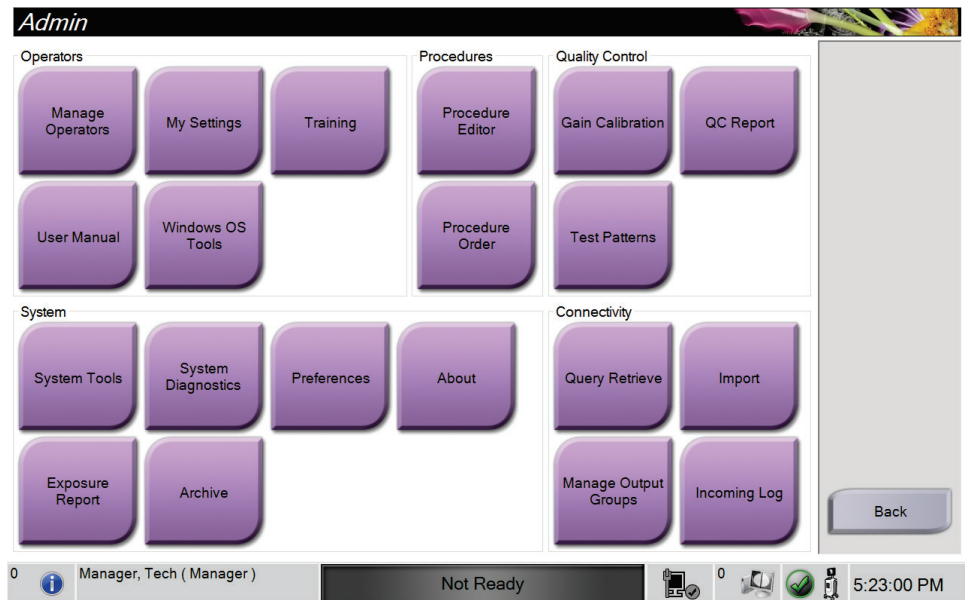 Admin
Operators
Manage
Operators
My Settings
Training
User Manual
Windows OS
Tools
Procedures
Procedure
Editor
Procedure
Order
Quality Control
Gain Calibration
QC Report
Test Patterns
System
System Tools
System
Diagnostics
Preferences
About
Exposure
Report
Archive
Connectivity
Query Retrieve
Import
Manage Output
Groups
Incoming Log
Back
0
Manager, Tech ( Manager )
Not Ready
0
5:23:00 PM